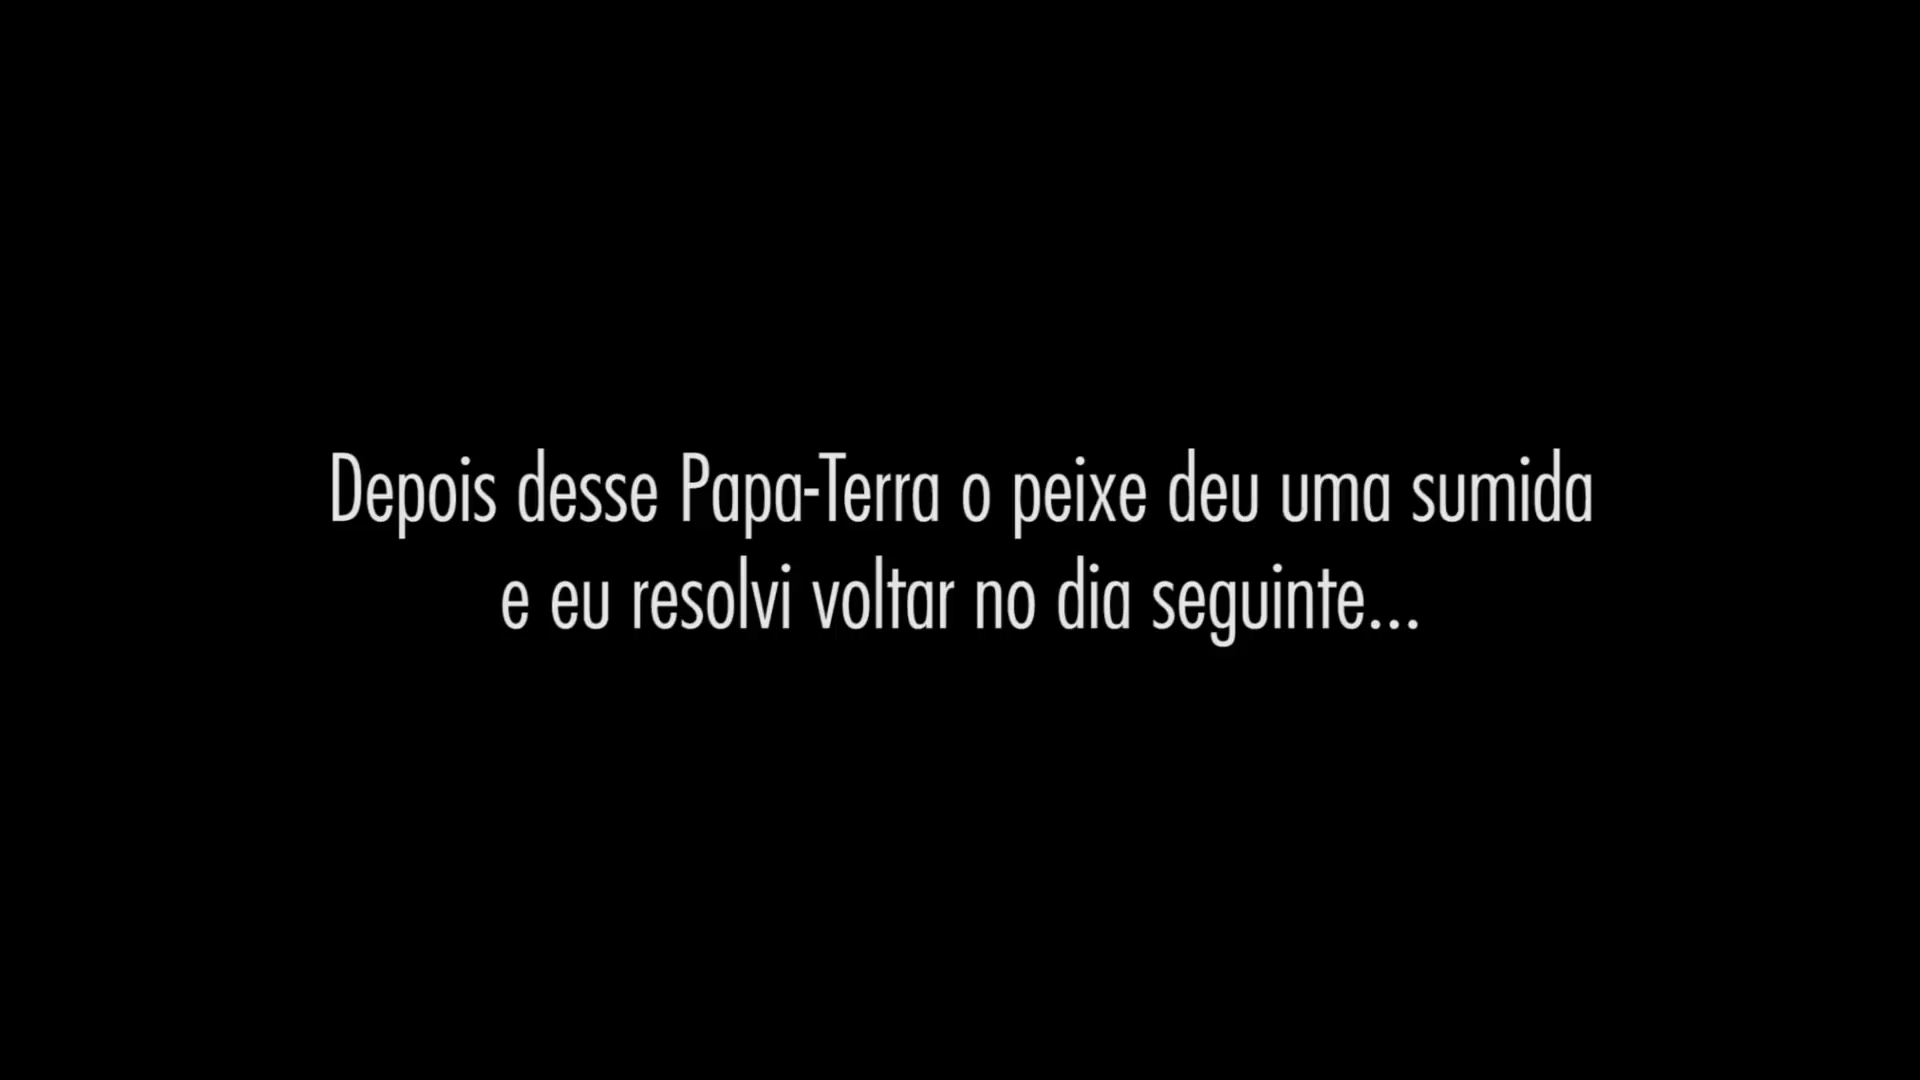 Depois desse Papa-Terra o peixe deu uma sumida
e eu resolvi voltar no dia seguinte...